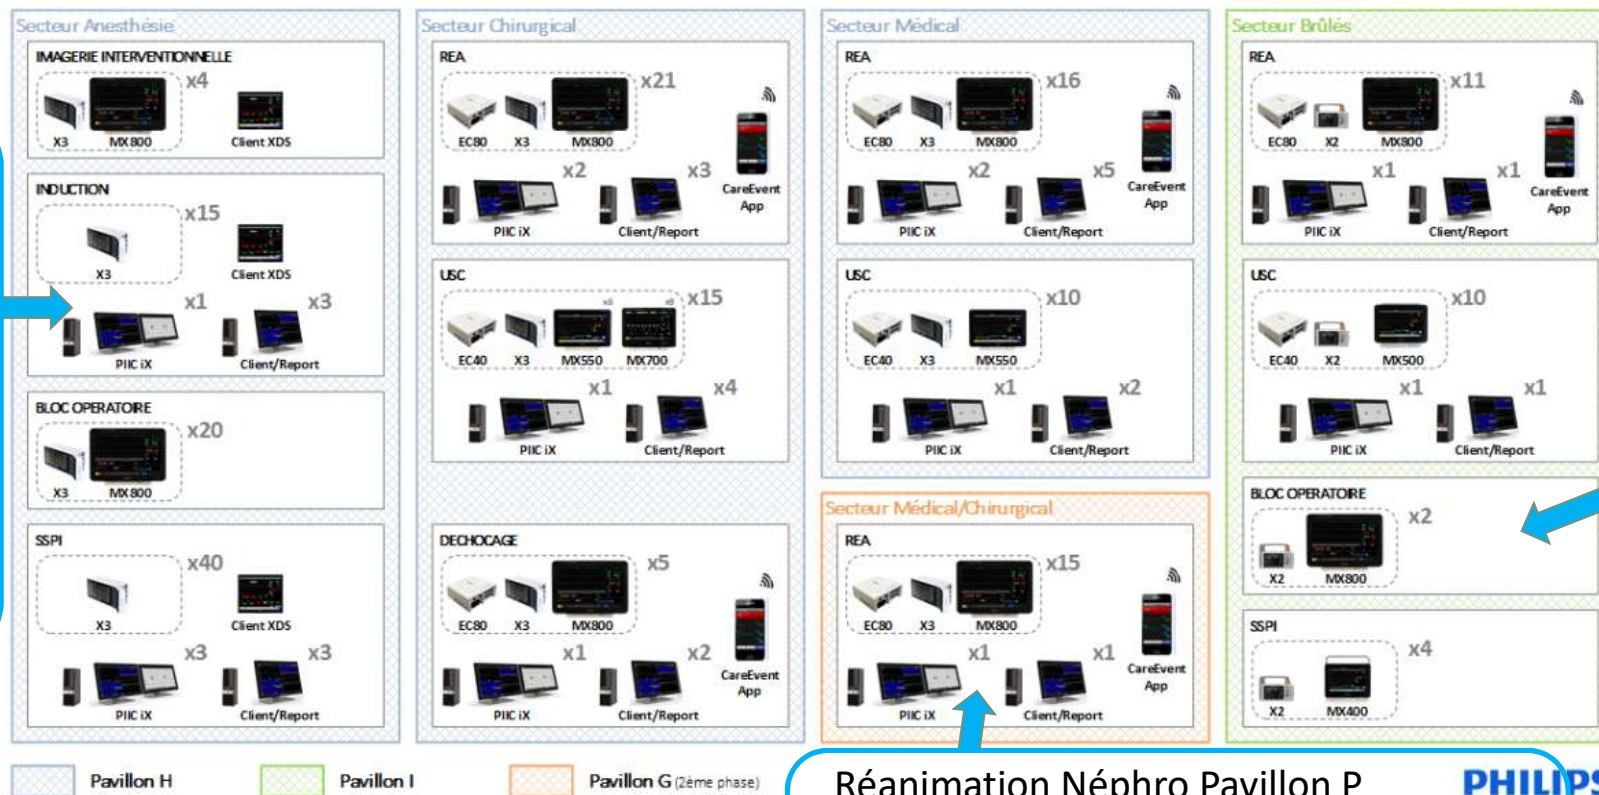 Secteur Anesthésie
IMAGERIE INTERVENTIONNELLE
x4
X3 MX800 Client XDS
INDUCTION
x15
X3 Client XDS
x1 x3
PIIC iX Client/Report
BLOC OPERATOIRE
x20
X3 MX800
SSPI
x40
X3 Client XDS
x3 x3
PIIC iX Client/Report
Secteur Chirurgical
REA
x21
EC80 X3 MX800
x2 x3
CareEvent
App
PIIC iX Client/Report
USC
x6 x9 x15
EC40 X3 MX550 MX700
x1 x4
PIIC iX Client/Report
DECHOCAGE
x5
EC80 X3 MX800
x1 x2
CareEvent
App
PIIC iX Client/Report
Secteur Médical
REA
x16
EC80 X3 MX800
x2 x5
CareEvent
App
PIIC iX Client/Report
USC
x10
EC40 X3 MX550
x1 x2
PIIC iX Client/Report
Secteur Médical/Chirurgical
REA
x15
EC80 X3 MX800
x1 x1
CareEvent
App
PIIC iX Client/Report
Secteur Brûlés
REA
x11
EC80 X2 MX800
x1 x1
CareEvent
App
PIIC iX Client/Report
USC
x10
EC40 X2 MX500
x1 x1
PIIC iX Client/Report
BLOC OPERATOIRE
x2
X2 MX800
SSPI
x4
X2 MX400
Pavillon H Pavillon I Pavillon G (2ème phase)
Réanimation Néphro Pavillon P
PHILIPS